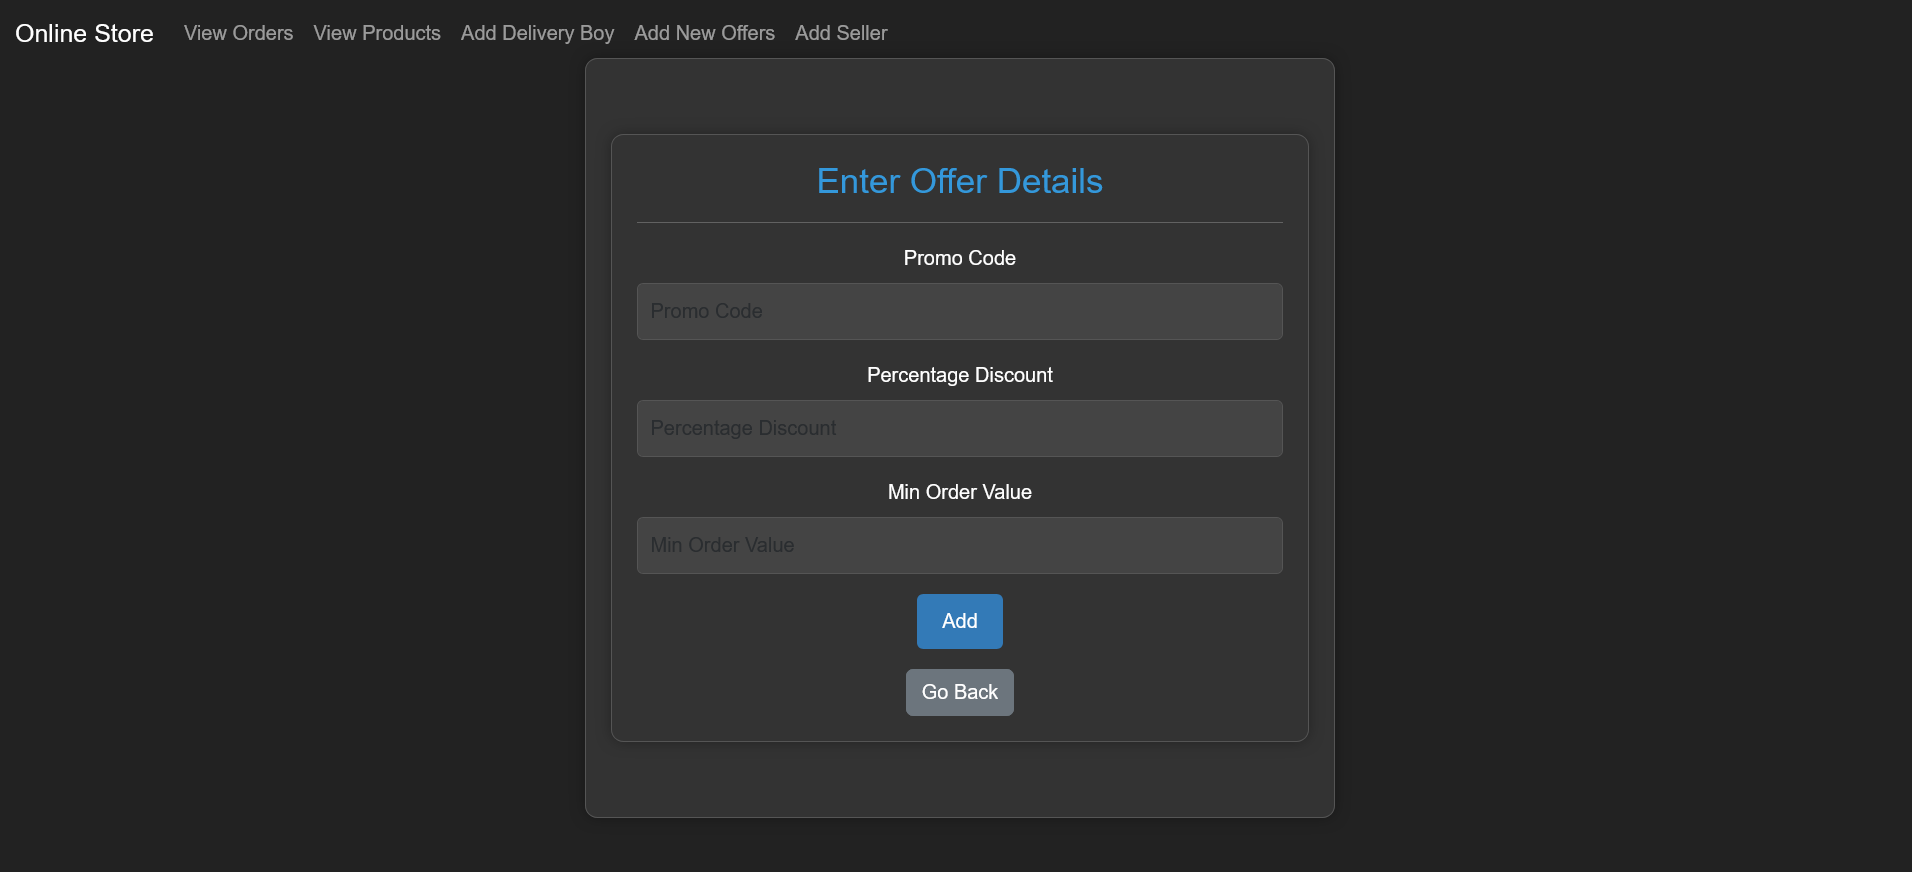 Online Store View Orders View Products Add Delivery Boy Add New Offers Add Seller
Enter Offer Details
Promo Code
Promo Code
Percentage Discount
Percentage Discount
Min Order Value
Min Order Value
Add
Go Back